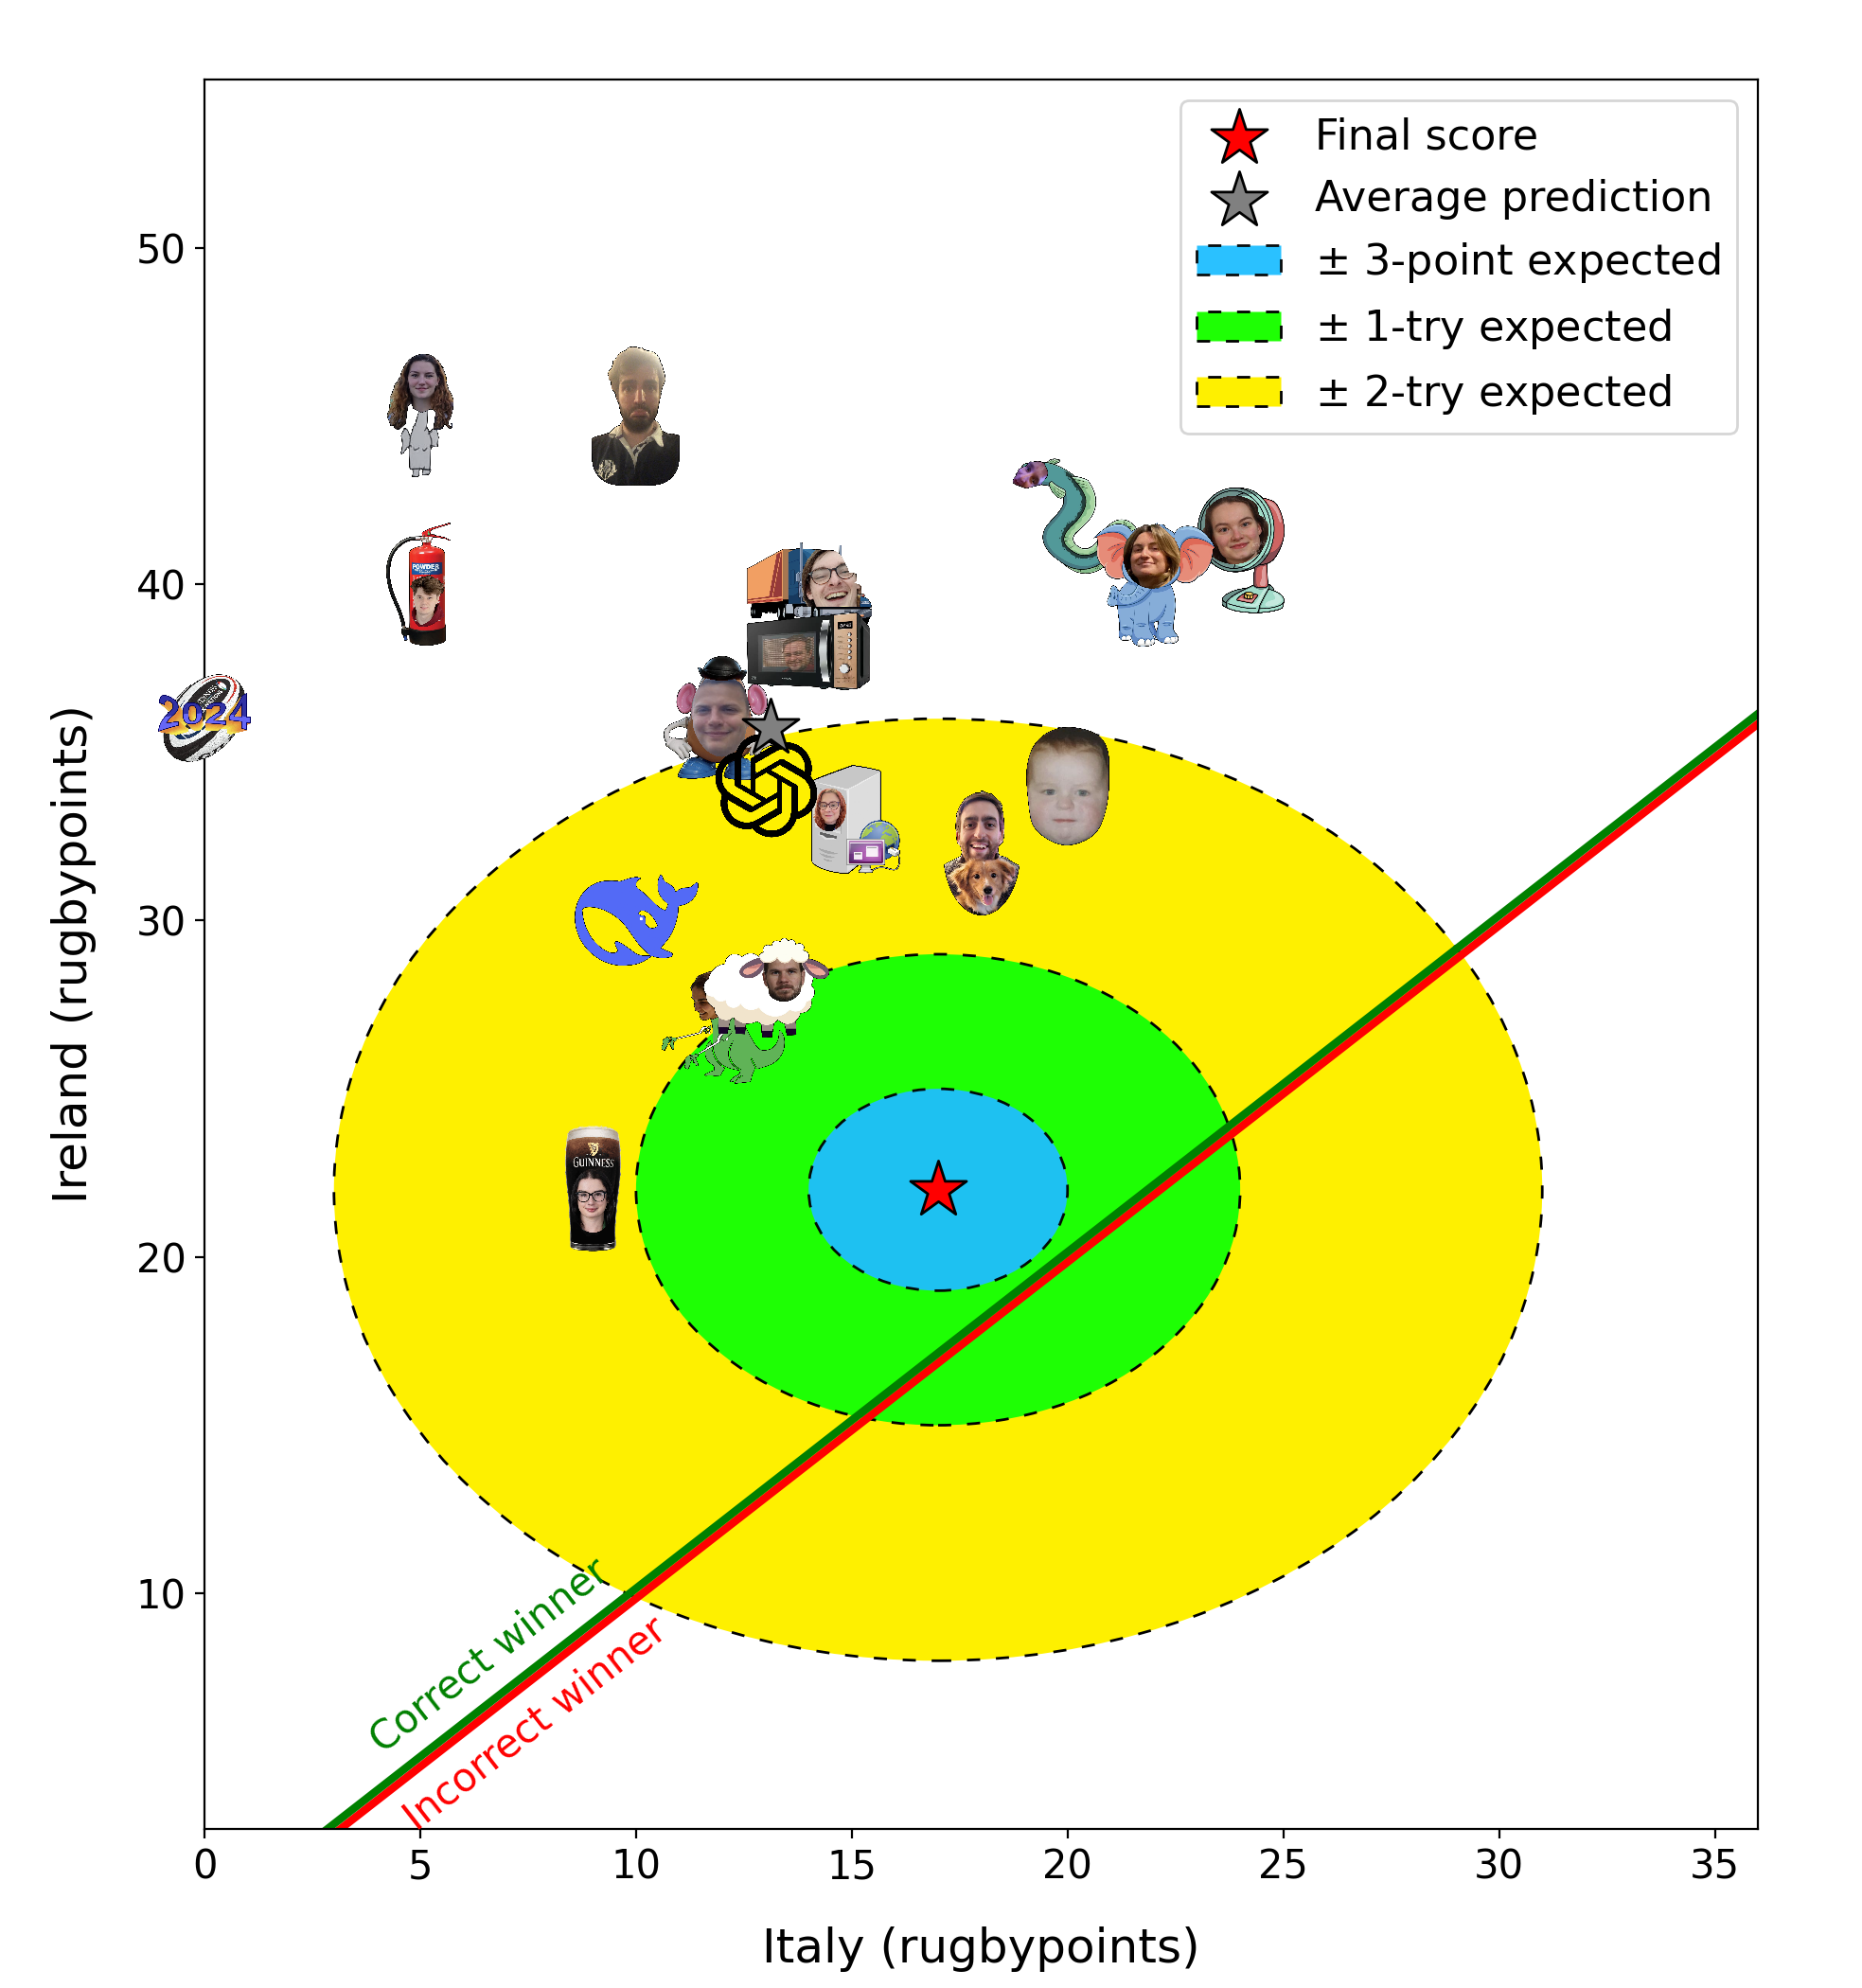 Final score
Average prediction
± 3-point expected
± 1-try expected
± 2-try expected
50
40
30
20
10
Ireland (rugbypoints)
POWDER
2024
GUINNESS
Correct winner
Incorrect winner
0 5 10 15 20 25 30 35
Italy (rugbypoints)